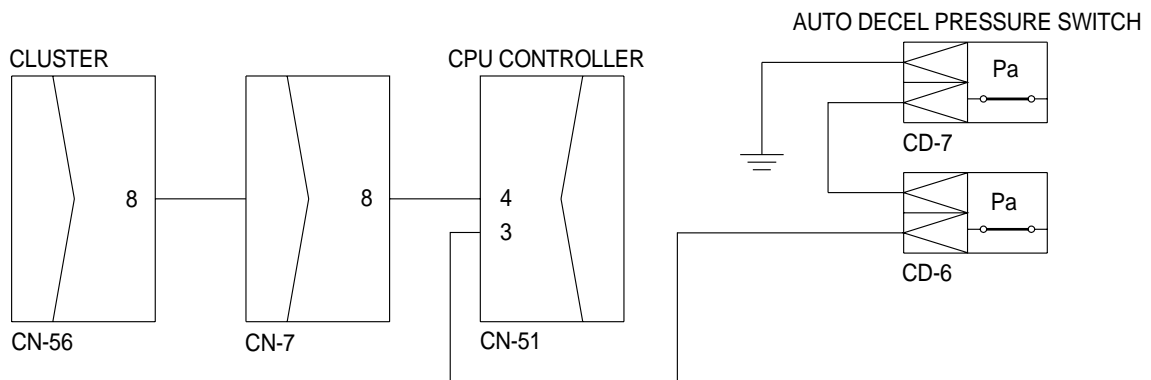 AUTO DECEL PRESSURE SWITCH
CLUSTER
CPU CONTROLLER
Pa
CD-7
8
8
4
3
Pa
CD-6
CN-56
CN-7
CN-51